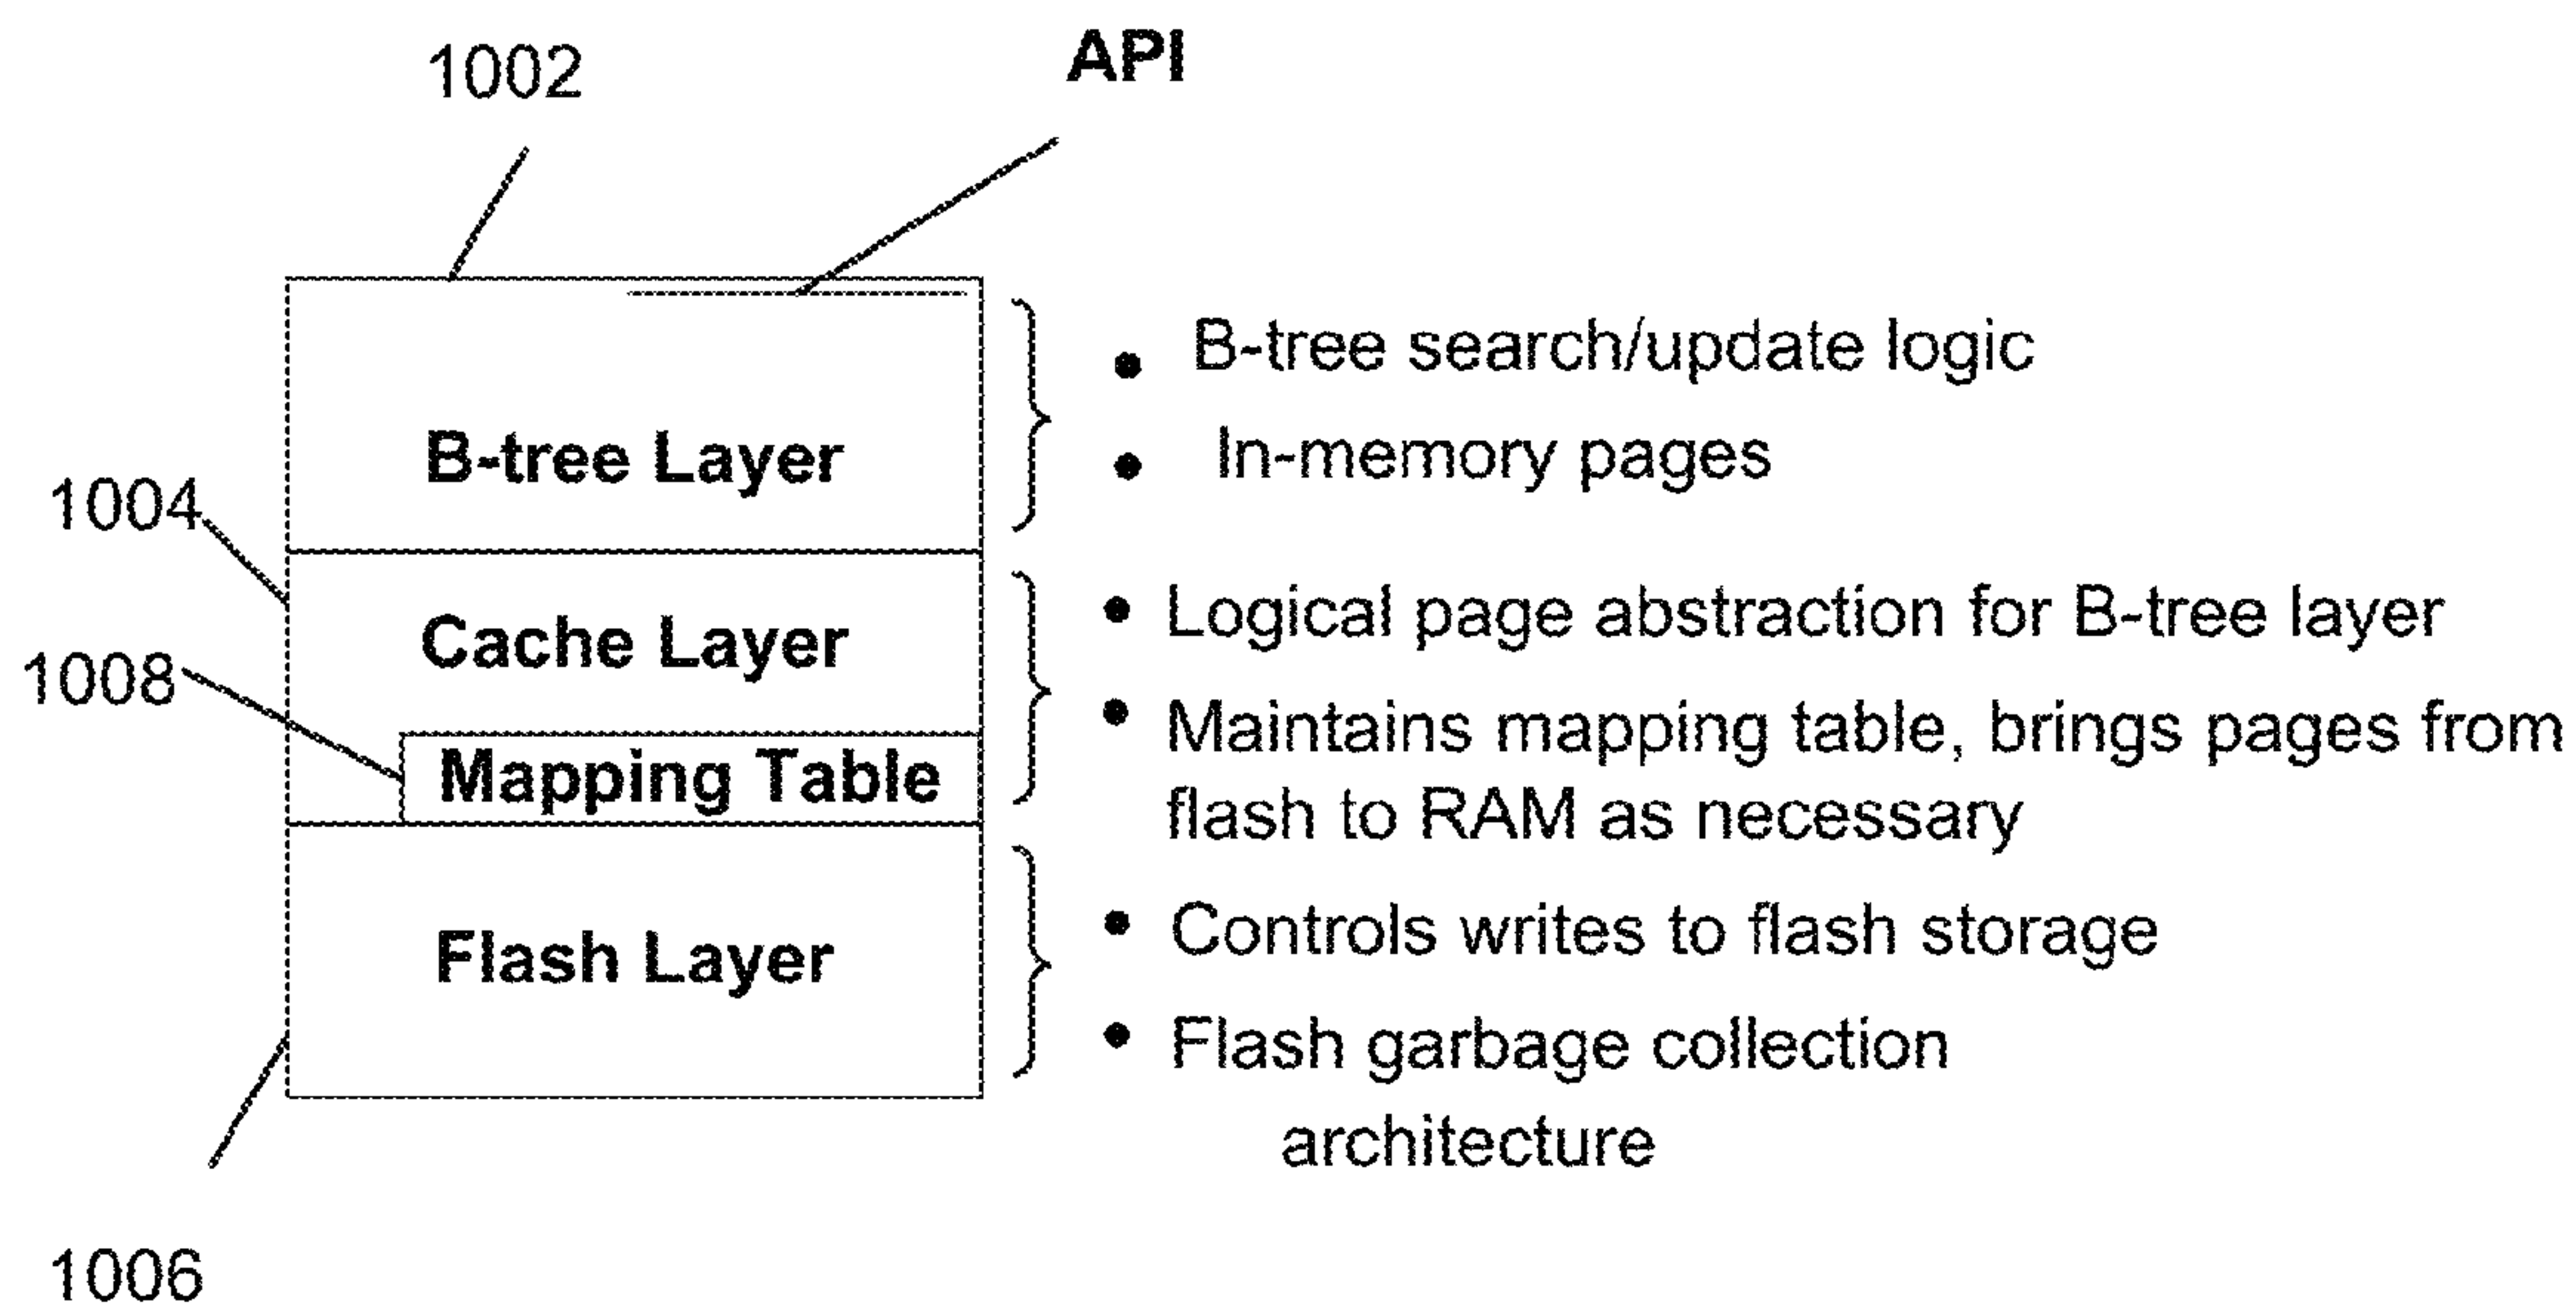 1002
API
B-tree Layer
• B-tree search/update logic
• In-memory pages
1004
Cache Layer
1008
Mapping Table
• Logical page abstraction for B-tree layer
• Maintains mapping table, brings pages from
flash to RAM as necessary
Flash Layer
• Controls writes to flash storage
• Flash garbage collection
architecture
1006